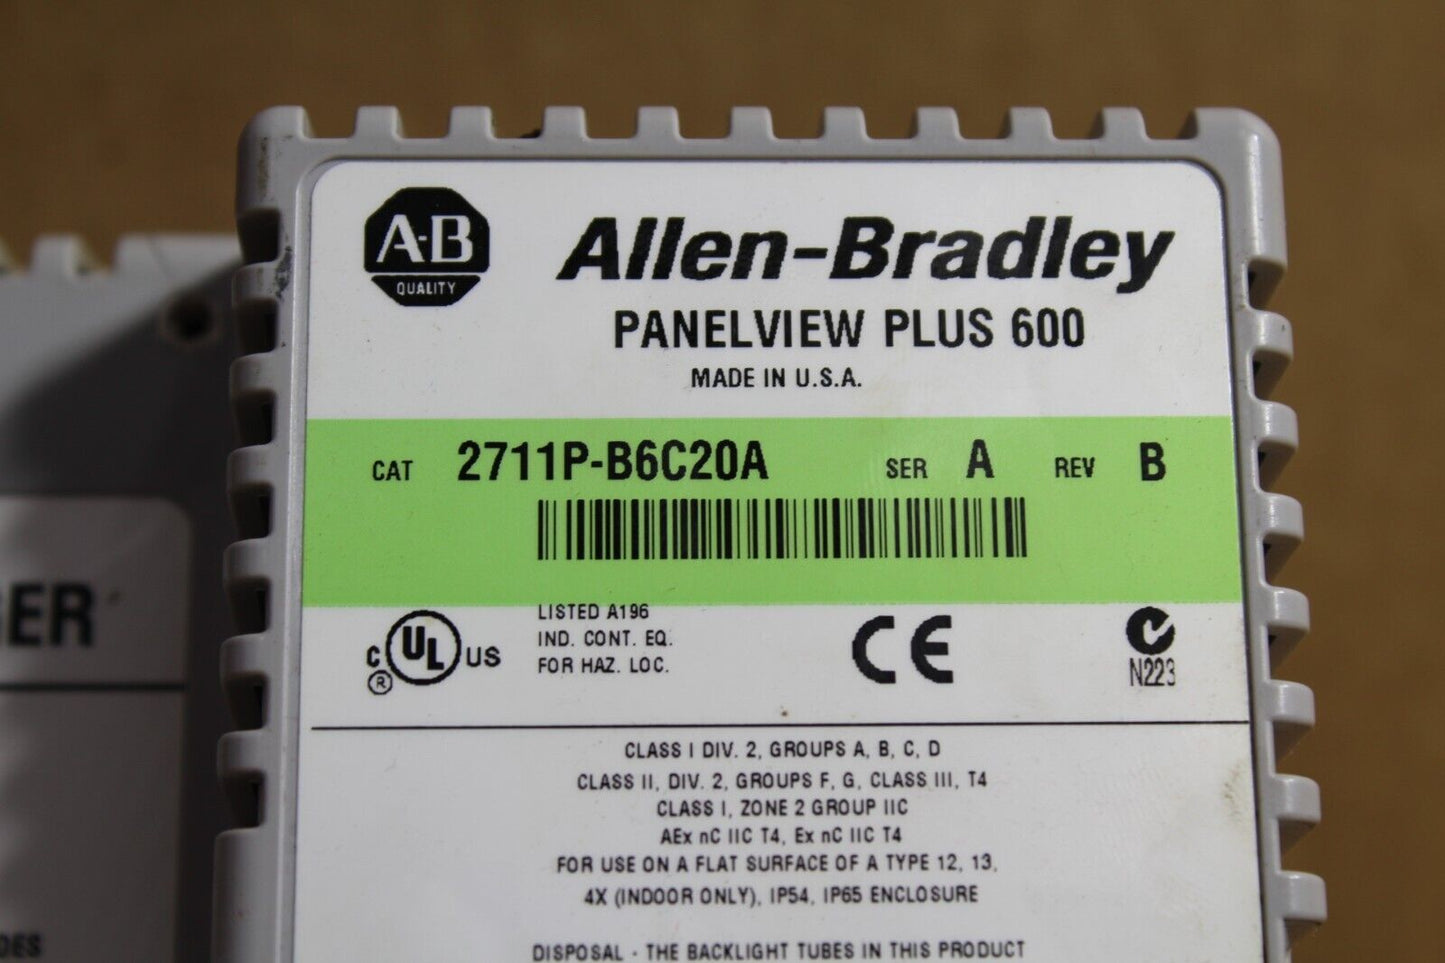 A-B
QUALITY
Allen-Bradley
PANELVIEW PLUS 600
MADE IN U.S.A.
CAT 2711P-B6C20A SER A REV B
C UL US
®
LISTED A196
IND. CONT. EQ.
FOR HAZ. LOC.
CE
N223
CLASS I DIV. 2, GROUPS A, B, C, D
CLASS II, DIV. 2, GROUPS F, G, CLASS III, T4
CLASS I, ZONE 2 GROUP IIC
AEx nC IIC T4, Ex nC IIC T4
FOR USE ON A FLAT SURFACE OF A TYPE 12, 13,
4X (INDOOR ONLY), IP54, IP65 ENCLOSURE
DISPOSAL - THE BACKLIGHT TUBES IN THIS PRODUCT